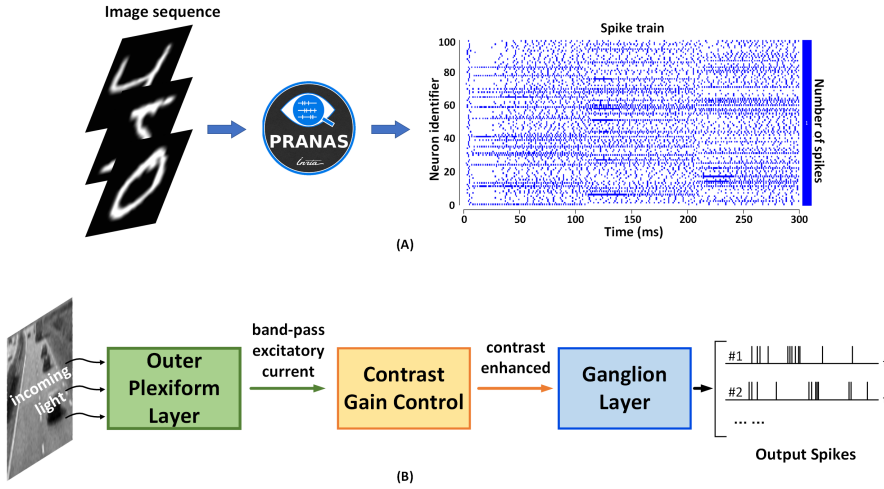 Image sequence
PRANAS
Inria
Spike train
Neuron identifier
100
80
60
40
20
0
0
50
100
150
200
250
300
Time (ms)
Number of spikes
1
(A)
incoming
light
Outer
Plexiform
Layer
band-pass
excitatory
current
Contrast
Gain Control
contrast
enhanced
Ganglion
Layer
#1
#2
... ...
Output Spikes
(B)